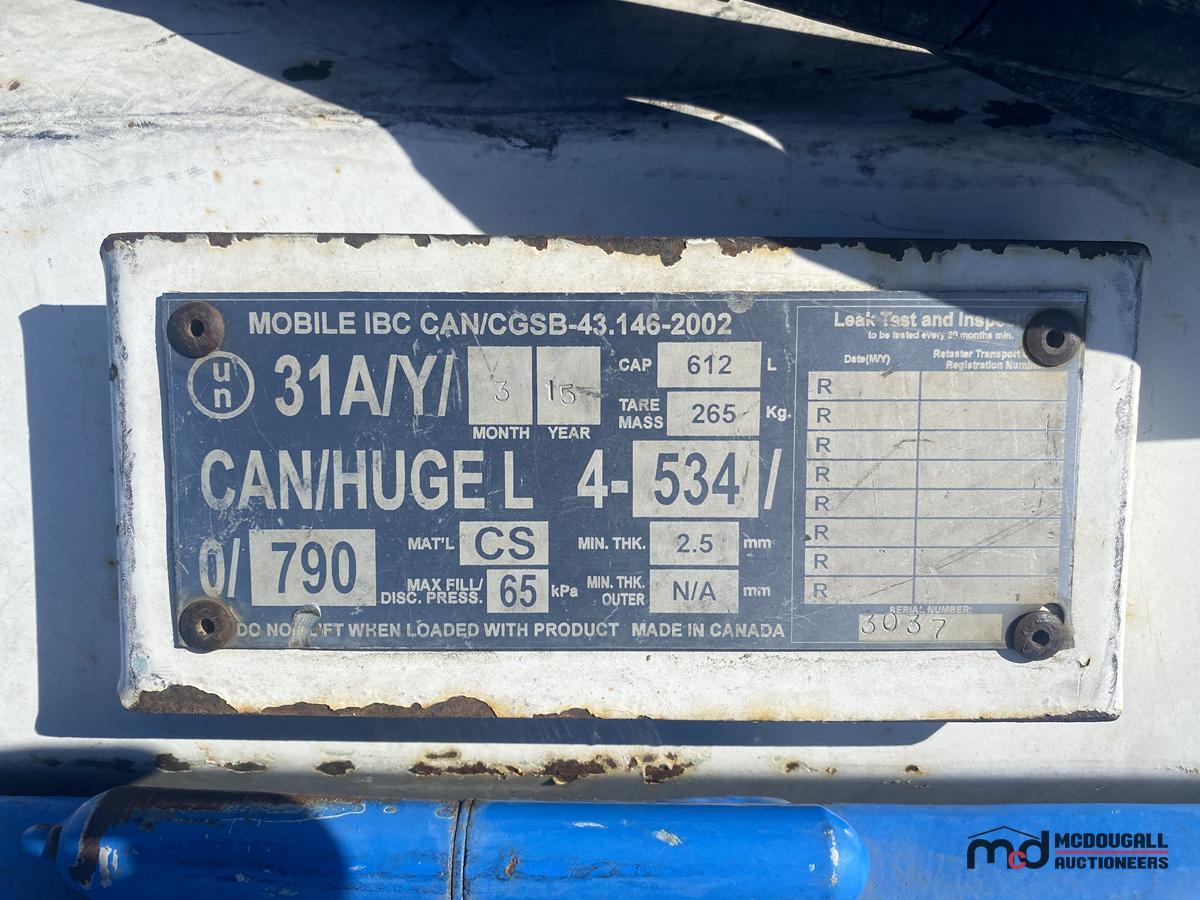 MOBILE IBC CAN/CGSB-43.146-2002
un 31A/Y/ 3 15
MONTH YEAR
CAP 612 L
TARE MASS 265 Kg.
CAN/HUGE L 4-534/
0/790
MAT'L CS
MIN. THK. 2.5 mm
MAX FILL/ DISC. PRESS. 65 kPa
MIN. THK. OUTER N/A mm
DO NOT LIFT WHEN LOADED WITH PRODUCT MADE IN CANADA
Leak Test and
to be tested every 30 months min.
Date(M/Y) Retester Transport
Registration
R
R
R
R
R
R
R
R
SERIAL NUMBER:
3037
mcd MCDOUGALL
AUCTIONEERS